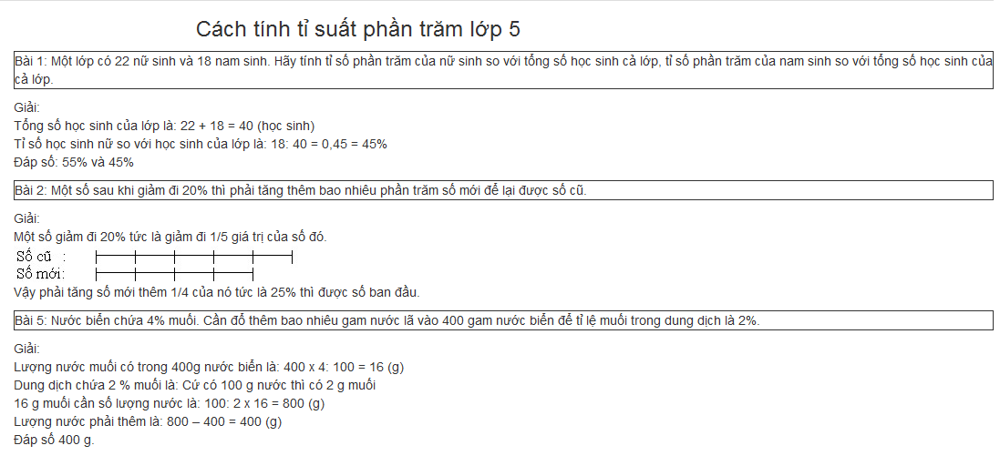 Cách tính tỉ suất phần trăm lớp 5
Bài 1: Một lớp có 22 nữ sinh và 18 nam sinh. Hãy tính tỉ số phần trăm của nữ sinh so với tổng số học sinh cả lớp, tỉ số phần trăm của nam sinh so với tổng số học sinh của
cả lớp.
Giải:
Tổng số học sinh của lớp là: 22 + 18 = 40 (học sinh)
Tỉ số học sinh nữ so với học sinh của lớp là: 18: 40 = 0,45 = 45%
Đáp số: 55% và 45%
Bài 2: Một số sau khi giảm đi 20% thì phải tăng thêm bao nhiêu phần trăm số mới để lại được số cũ.
Giải:
Một số giảm đi 20% tức là giảm đi 1/5 giá trị của số đó.
Số cũ :
Số mới:
Vậy phải tăng số mới thêm 1/4 của nó tức là 25% thì được số ban đầu.
Bài 5: Nước biển chứa 4% muối. Cần đổ thêm bao nhiêu gam nước lã vào 400 gam nước biển để tỉ lệ muối trong dung dịch là 2%.
Giải:
Lượng nước muối có trong 400g nước biển là: 400 x 4: 100 = 16 (g)
Dung dịch chứa 2 % muối là: Cứ có 100 g nước thì có 2 g muối
16 g muối cần số lượng nước là: 100: 2 x 16 = 800 (g)
Lượng nước phải thêm là: 800 – 400 = 400 (g)
Đáp số 400 g.